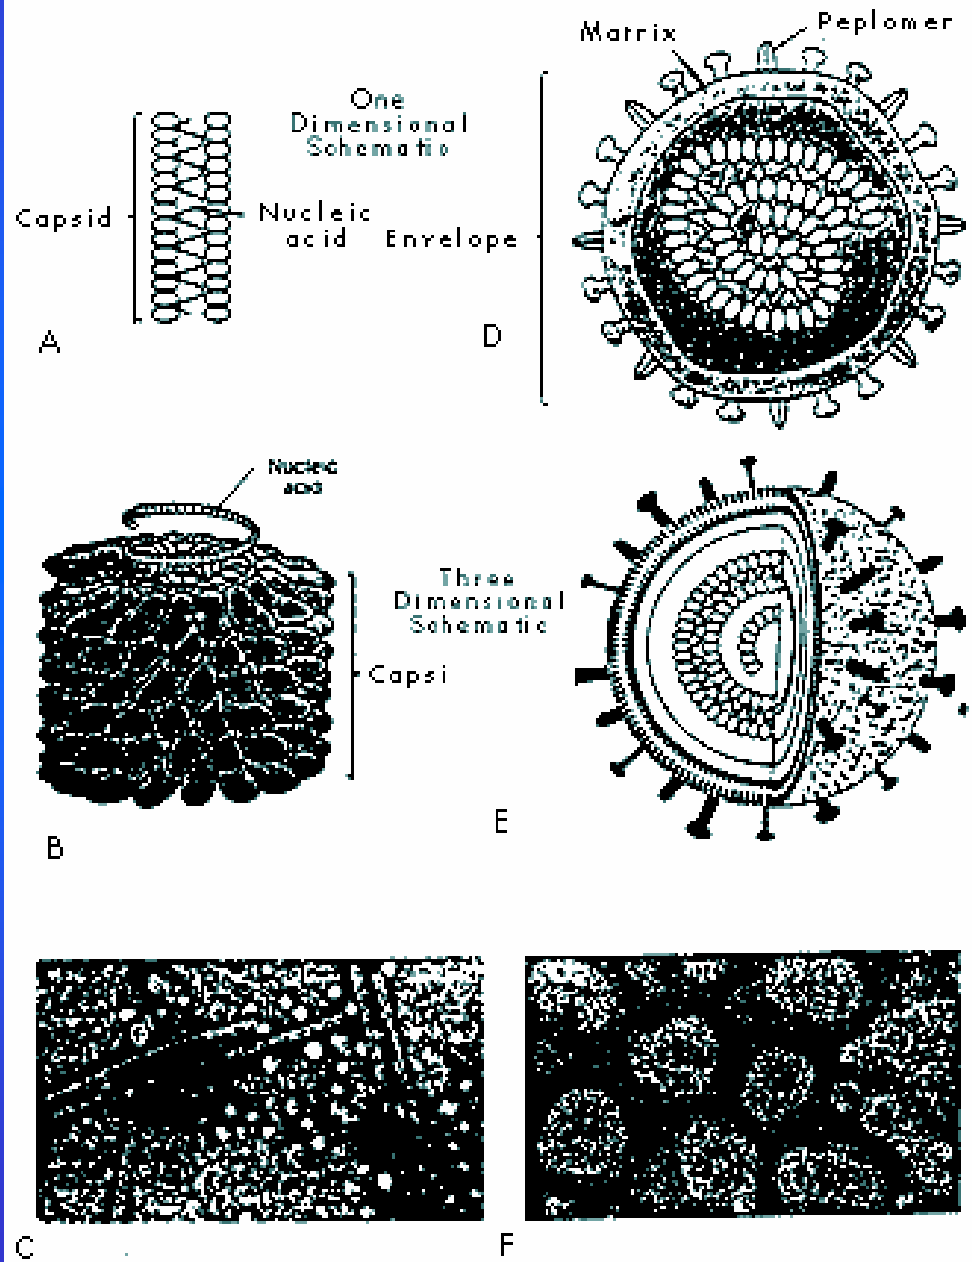 Matrix
Peplomer
One
Dimensional
Schematic
Capsid
Nucleic
acid
Envelope
A
D
Nucleic
acid
Three
Dimensional
Schematic
Capsi
B
E
C
F